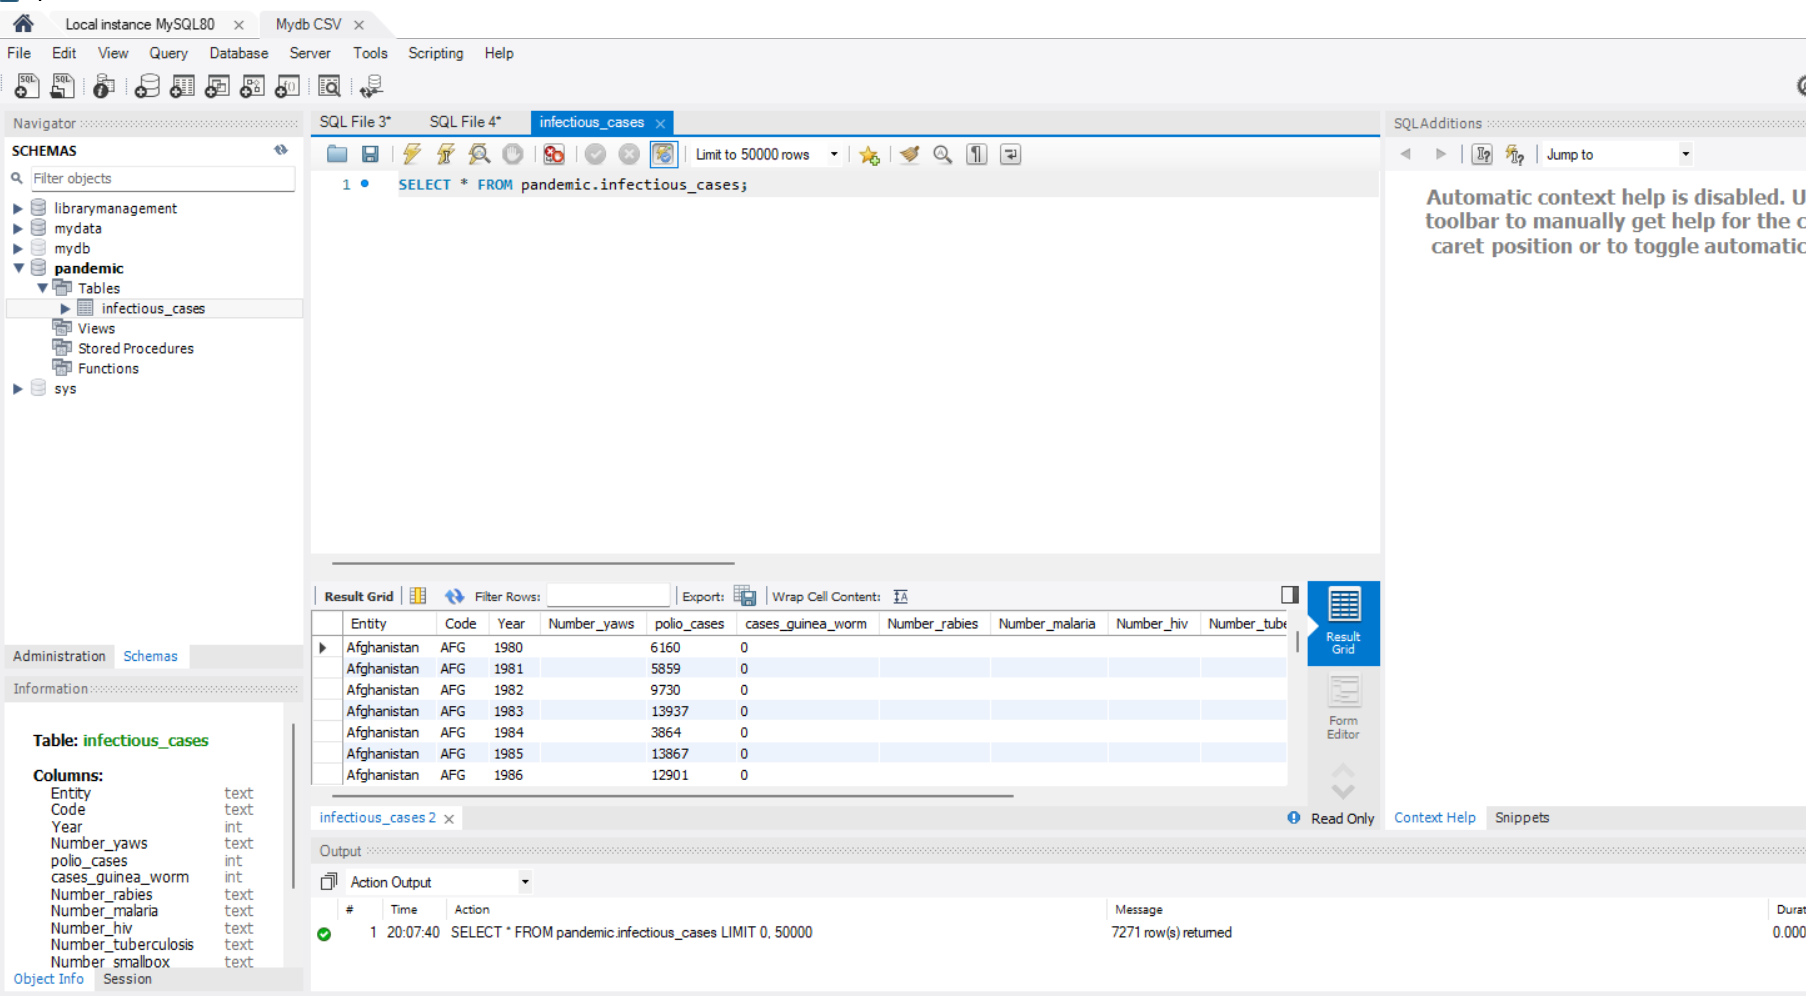 Local instance MySQL80 ×
Mydb CSV ×
File Edit View Query Database Server Tools Scripting Help
Navigator
SCHEMAS
Filter objects
librarymanagement
mydata
mydb
pandemic
Tables
infectious_cases
Views
Stored Procedures
Functions
sys
Administration Schemas
Information
Table: infectious_cases
Columns:
Entity text
Code text
Year int
Number_yaws text
polio_cases int
cases_guinea_worm int
Number_rabies text
Number_malaria text
Number_hiv text
Number_tuberculosis text
Number_smallpox text
Object Info Session
SQL File 3* SQL File 4* infectious_cases ×
Limit to 50000 rows
1 SELECT * FROM pandemic.infectious_cases;
Result Grid Filter Rows: Export: Wrap Cell Content:
Entity Code Year Number_yaws polio_cases cases_guinea_worm Number_rabies Number_malaria Number_hiv Number_tube
Afghanistan AFG 1980 6160 0
Afghanistan AFG 1981 5859 0
Afghanistan AFG 1982 9730 0
Afghanistan AFG 1983 13937 0
Afghanistan AFG 1984 3864 0
Afghanistan AFG 1985 13867 0
Afghanistan AFG 1986 12901 0
Result
Grid
Form
Editor
infectious_cases 2 ×
Read Only
Output
Action Output
# Time Action Message Durat
1 20:07:40 SELECT * FROM pandemic.infectious_cases LIMIT 0, 50000 7271 row(s) returned 0.000
SQLAdditions
Jump to
Automatic context help is disabled. U
toolbar to manually get help for the c
caret position or to toggle automatic
Context Help Snippets